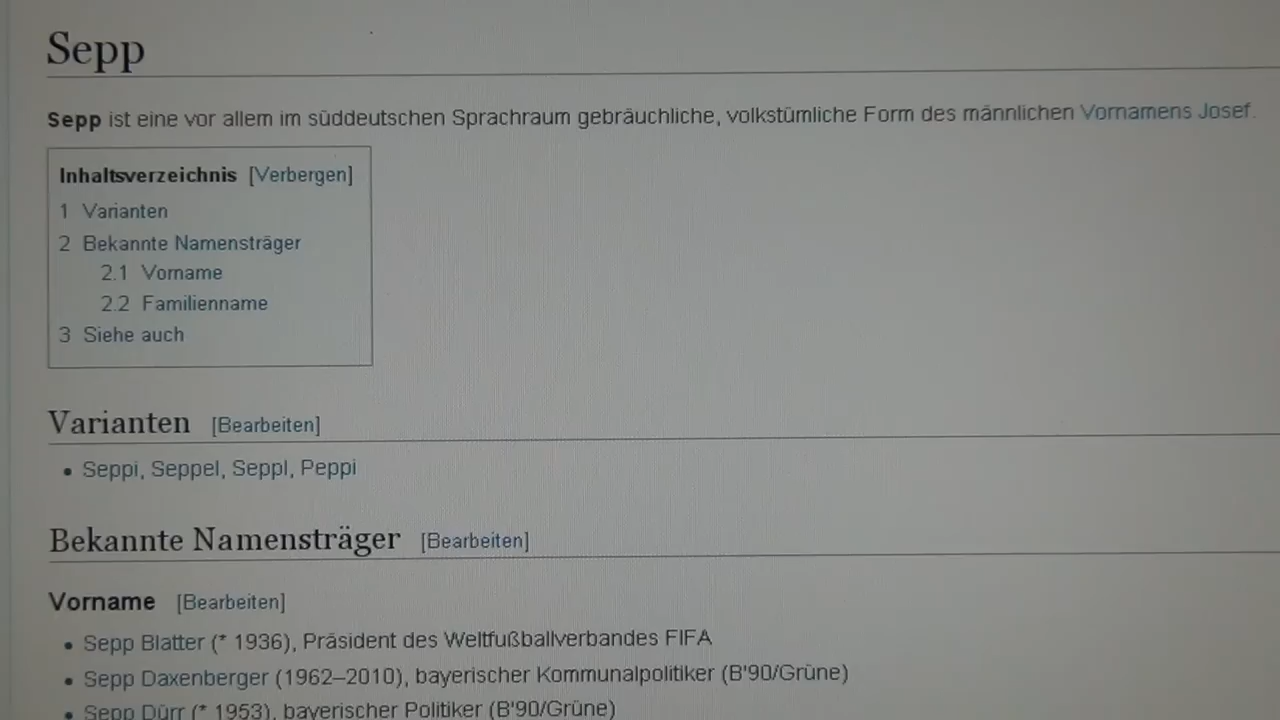 Sepp
Sepp ist eine vor allem im süddeutschen Sprachraum gebräuchliche, volkstümliche Form des männlichen Vornamens Josef.
Inhaltsverzeichnis [Verbergen]
1 Varianten
2 Bekannte Namensträger
2.1 Vorname
2.2 Familienname
3 Siehe auch
Varianten [Bearbeiten]
• Seppi, Seppel, Seppl, Peppi
Bekannte Namensträger [Bearbeiten]
Vorname [Bearbeiten]
• Sepp Blatter (* 1936), Präsident des Weltfußballverbandes FIFA
• Sepp Daxenberger (1962–2010), bayerischer Kommunalpolitiker (B'90/Grüne)
• Sepp Dürr (* 1953), bayerischer Politiker (B'90/Grüne)